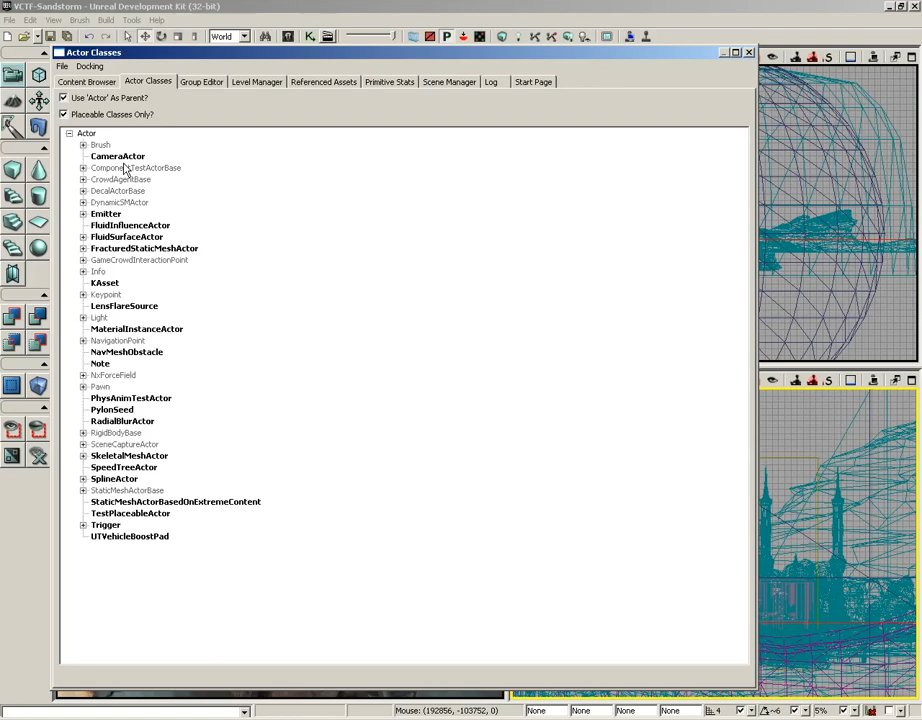 VCTF-Sandstorm - Unreal Development Kit (32-bit)
File Edit View Brush Build Tools Help
World
Actor Classes
File Docking
Content Browser Actor Classes Group Editor Level Manager Referenced Assets Primitive Stats Scene Manager Log Start Page
Use 'Actor' As Parent?
Placeable Classes Only?
Actor
Brush
CameraActor
ComponentTestActorBase
CrowdAgentBase
DecalActorBase
DynamicSMActor
Emitter
FluidInfluenceActor
FluidSurfaceActor
FracturedStaticMeshActor
GameCrowdInteractionPoint
Info
KAsset
Keypoint
LensFlareSource
Light
MaterialInstanceActor
NavigationPoint
NavMeshObstacle
Note
NxForceField
Pawn
PhysAnimTestActor
PylonSeed
RadialBlurActor
RigidBodyBase
SceneCaptureActor
SkeletalMeshActor
SpeedTreeActor
SplineActor
StaticMeshActorBase
StaticMeshActorBasedOnExtremeContent
TestPlaceableActor
Trigger
UTVehicleBoostPad
Mouse: (192856, -103752, 0) None None None None 4 ~6 5%